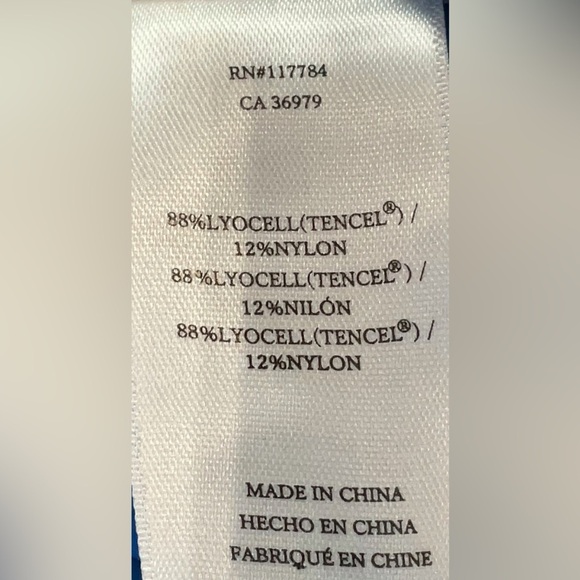 RN#117784
CA 36979
88%LYOCELL(TENCEL®) /
12%NYLON
88%LYOCELL(TENCEL®) /
12%NILÓN
88%LYOCELL(TENCEL®) /
12%NYLON
MADE IN CHINA
HECHO EN CHINA
FABRIQUÉ EN CHINE